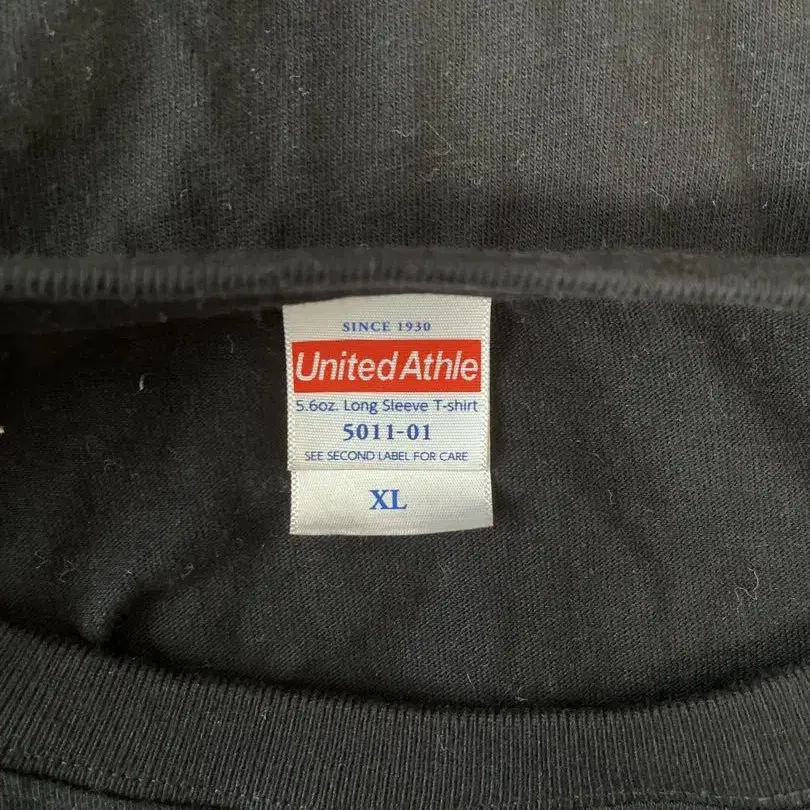 SINCE 1930
United Athle
5.6oz. Long Sleeve T-shirt
5011-01
SEE SECOND LABEL FOR CARE
XL